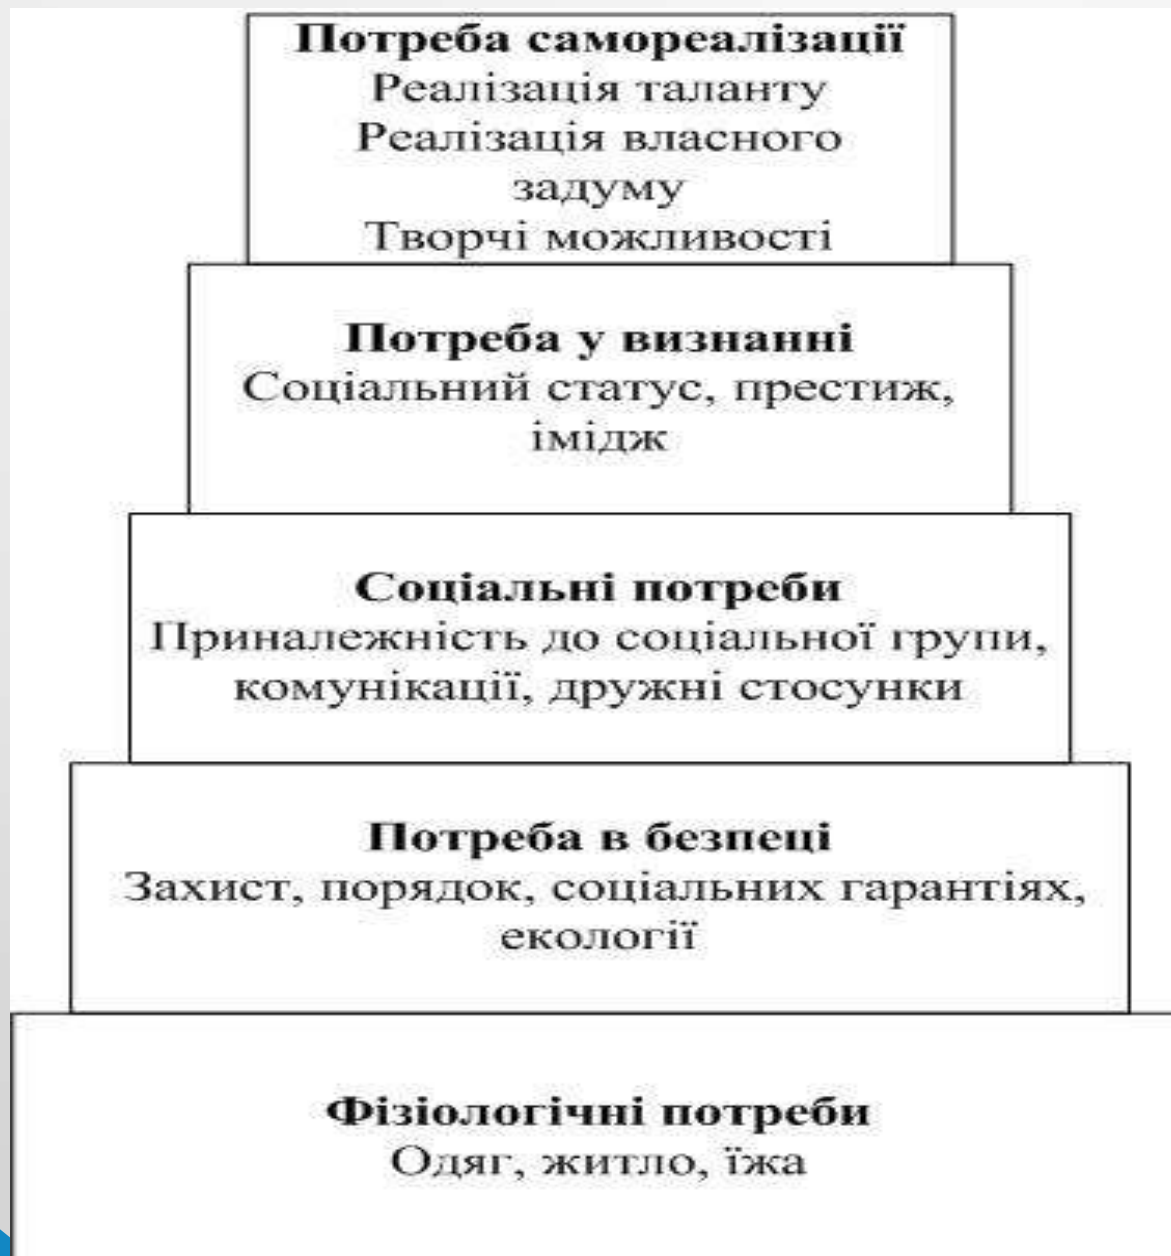 Потреба самореалізації
Реалізація таланту
Реалізація власного
задуму
Творчі можливості
Потреба у визнанні
Соціальний статус, престиж,
імідж
Соціальні потреби
Приналежність до соціальної групи,
комунікації, дружні стосунки
Потреба в безпеці
Захист, порядок, соціальних гарантіях,
екології
Фізіологічні потреби
Одяг, житло, їжа